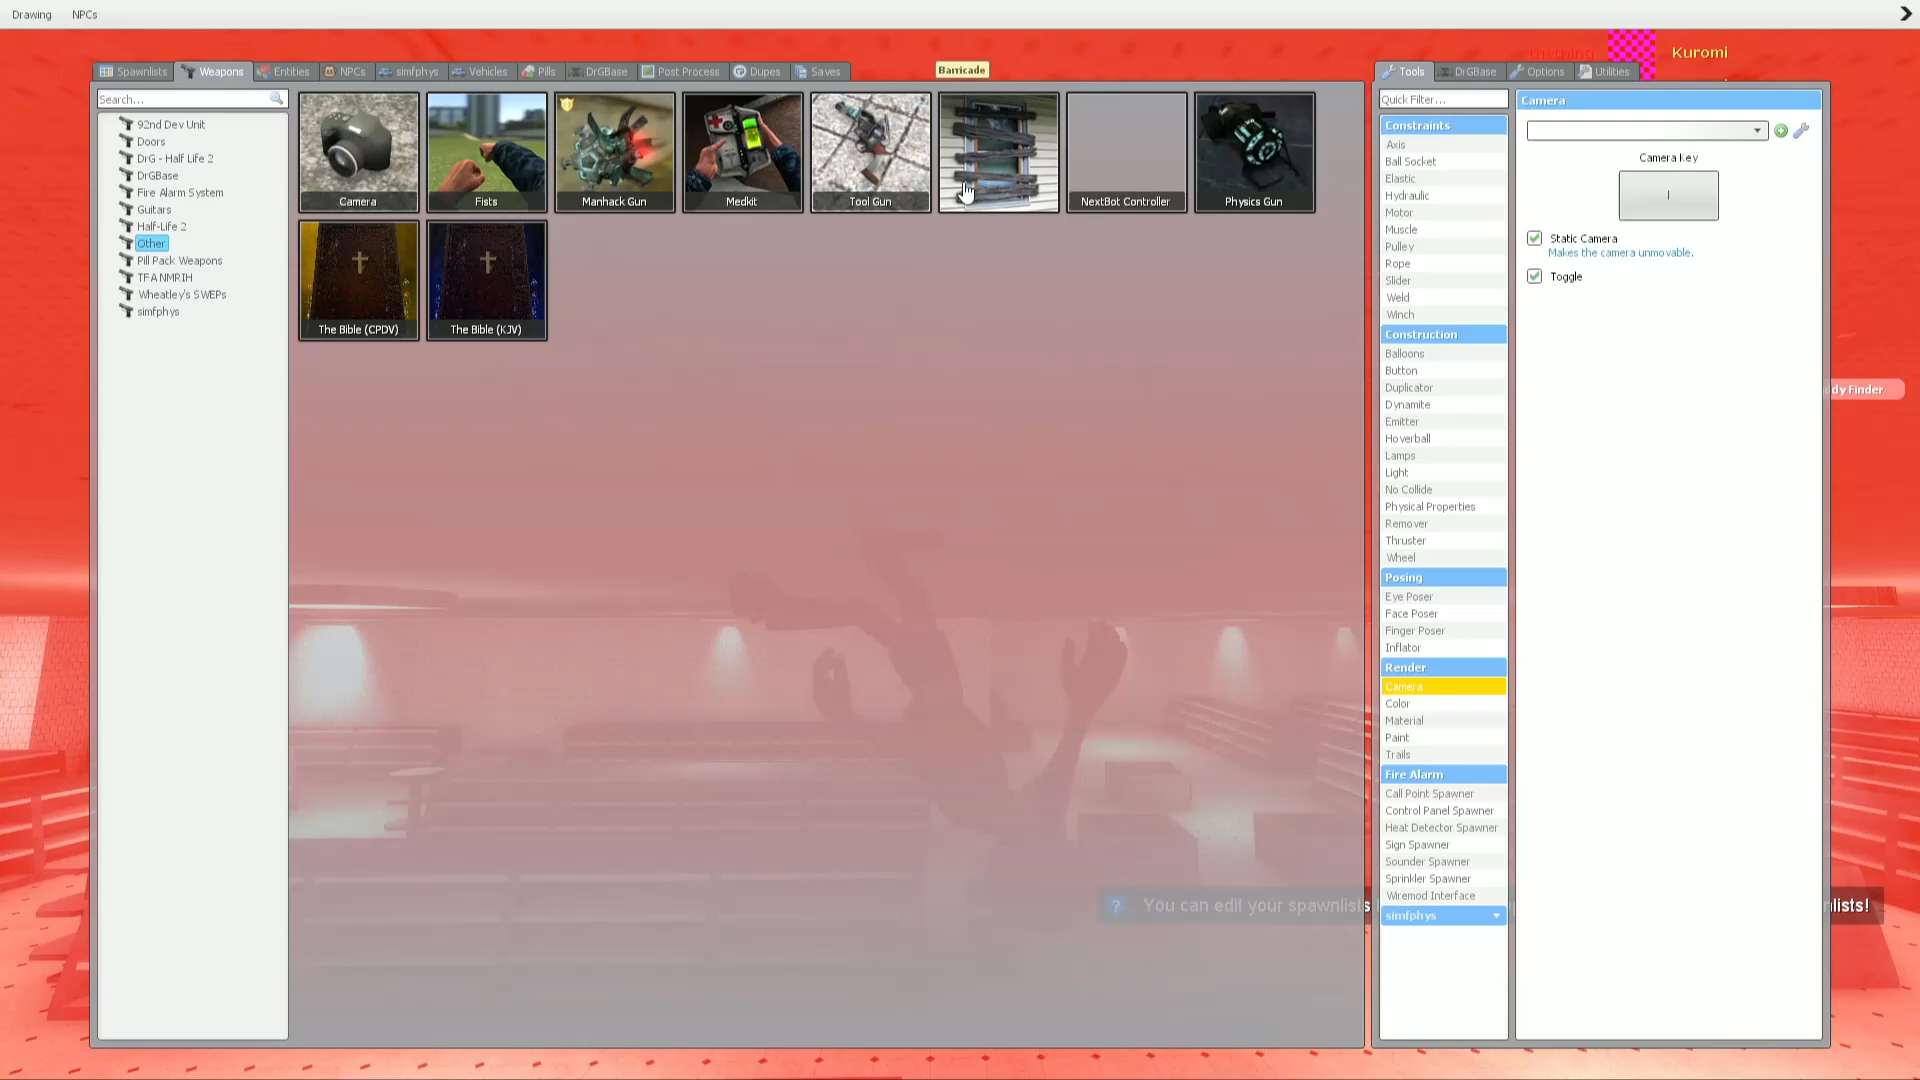 Drawing NPCs
thething Kuromi
Spawnlists Weapons Entities NPCs simfphys Vehicles Pills DrGBase Post Process Dupes Saves
Barricade
Tools DrGBase Options Utilities
Search...
92nd Dev Unit
Doors
DrG - Half Life 2
DrGBase
Fire Alarm System
Guitars
Half-Life 2
Other
Pill Pack Weapons
TFA NMRIH
Wheatley's SWEPs
simfphys
Camera
Fists
Manhack Gun
Medkit
Tool Gun
NextBot Controller
Physics Gun
The Bible (CPDV)
The Bible (KJV)
Quick Filter...
Constraints
Axis
Ball Socket
Elastic
Hydraulic
Motor
Muscle
Pulley
Rope
Slider
Weld
Winch
Construction
Balloons
Button
Duplicator
Dynamite
Emitter
Hoverball
Lamps
Light
No Collide
Physical Properties
Remover
Thruster
Wheel
Posing
Eye Poser
Face Poser
Finger Poser
Inflator
Render
Camera
Color
Material
Paint
Trails
Fire Alarm
Call Point Spawner
Control Panel Spawner
Heat Detector Spawner
Sign Spawner
Sounder Spawner
Sprinkler Spawner
Wiremod Interface
simfphys
Camera
Camera Key
I
Static Camera
Makes the camera unmovable.
Toggle
dy Finder
? You can edit your spawnlists
nlists!